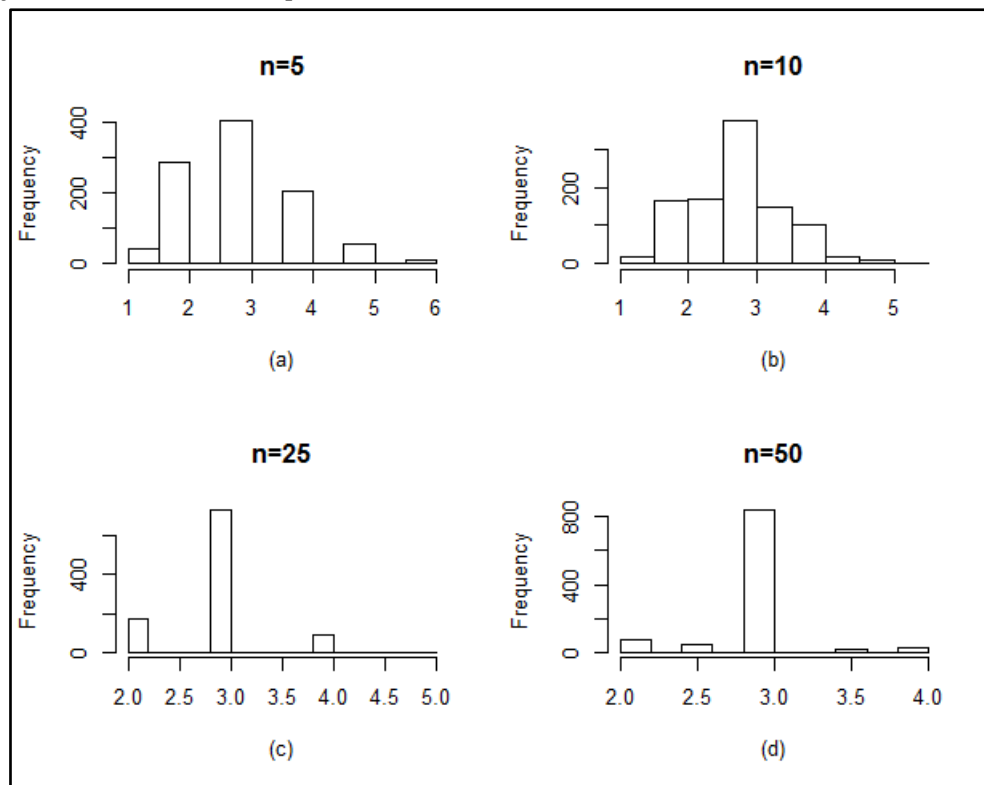 n=5
Frequency
0 200 400
1 2 3 4 5 6
(a)
n=10
Frequency
0 200
1 2 3 4 5
(b)
n=25
Frequency
0 400
2.0 2.5 3.0 3.5 4.0 4.5 5.0
(c)
n=50
Frequency
0 400 800
2.0 2.5 3.0 3.5 4.0
(d)